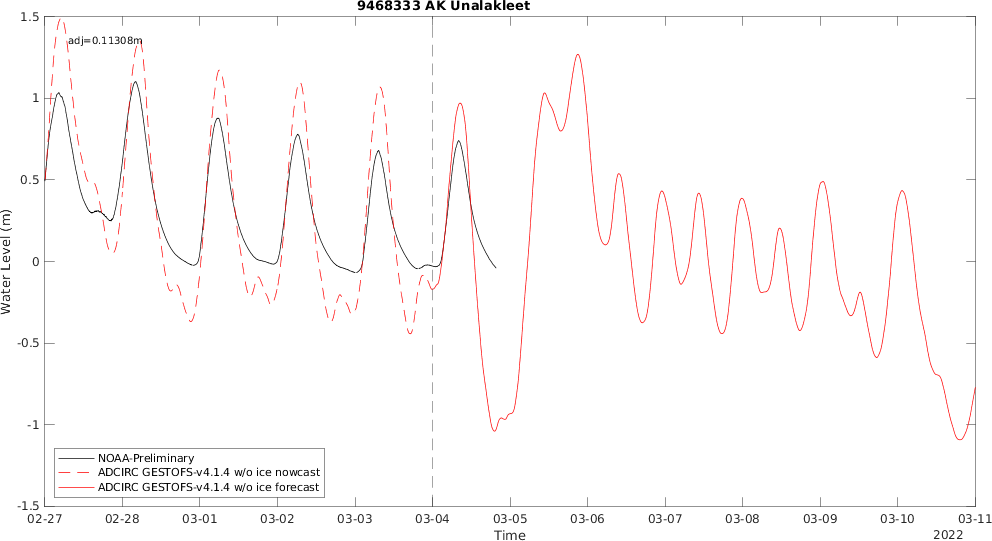 9468333 AK Unalakleet
adj=0.11308m
1.5
1
0.5
0
-0.5
-1
-1.5
Water Level (m)
NOAA-Preliminary
ADCIRC GESTOFS-v4.1.4 w/o ice nowcast
ADCIRC GESTOFS-v4.1.4 w/o ice forecast
02-27 02-28 03-01 03-02 03-03 03-04 03-05 03-06 03-07 03-08 03-09 03-10 03-11
Time
2022